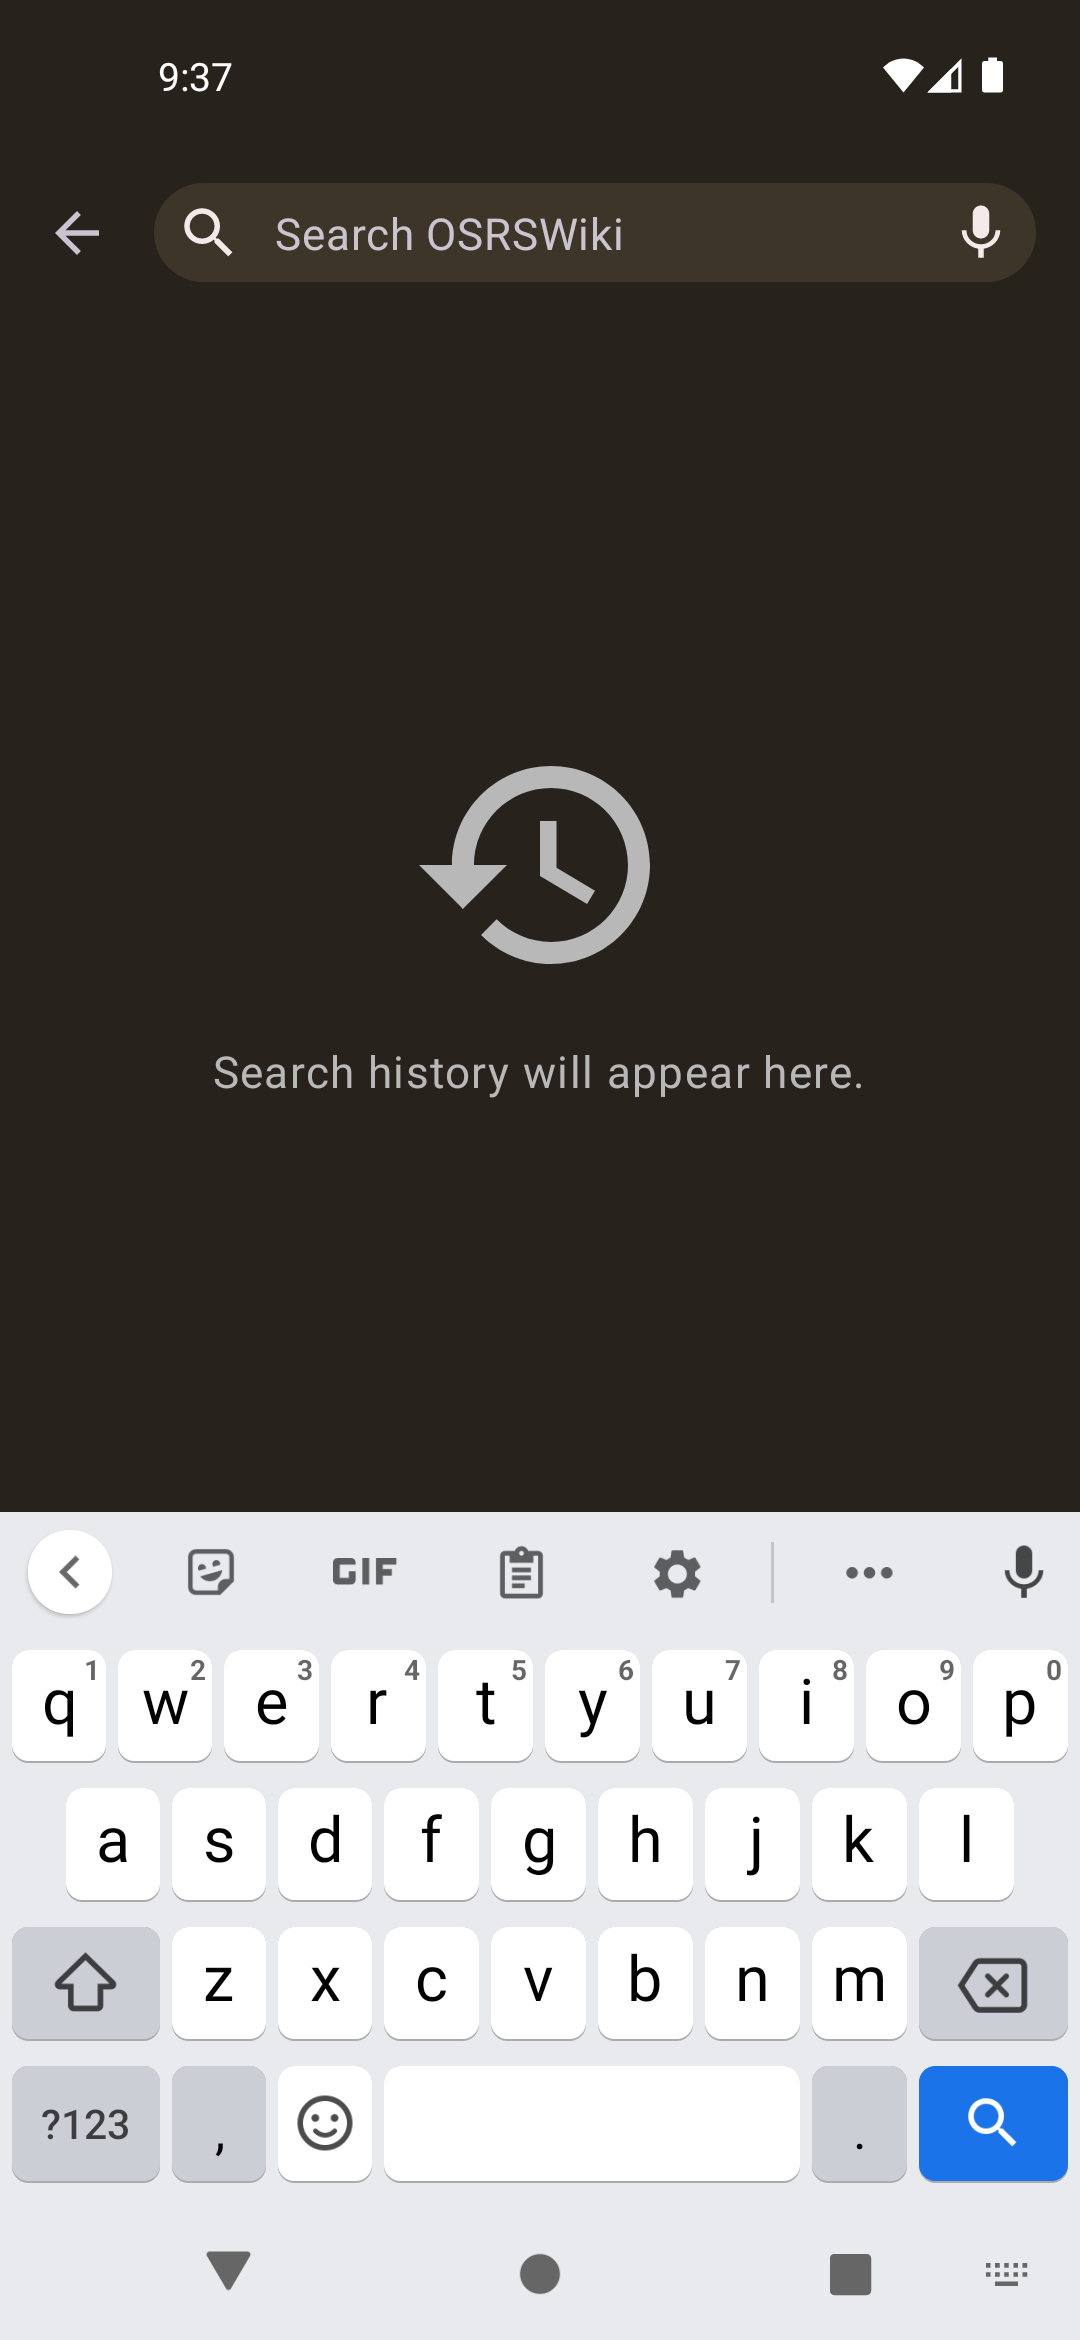 9:37
Search OSRSWiki
Search history will appear here.
GIF
q 1 w 2 e 3 r 4 t 5 y 6 u 7 i 8 o 9 p 0
a s d f g h j k l
z x c v b n m
?123 , .